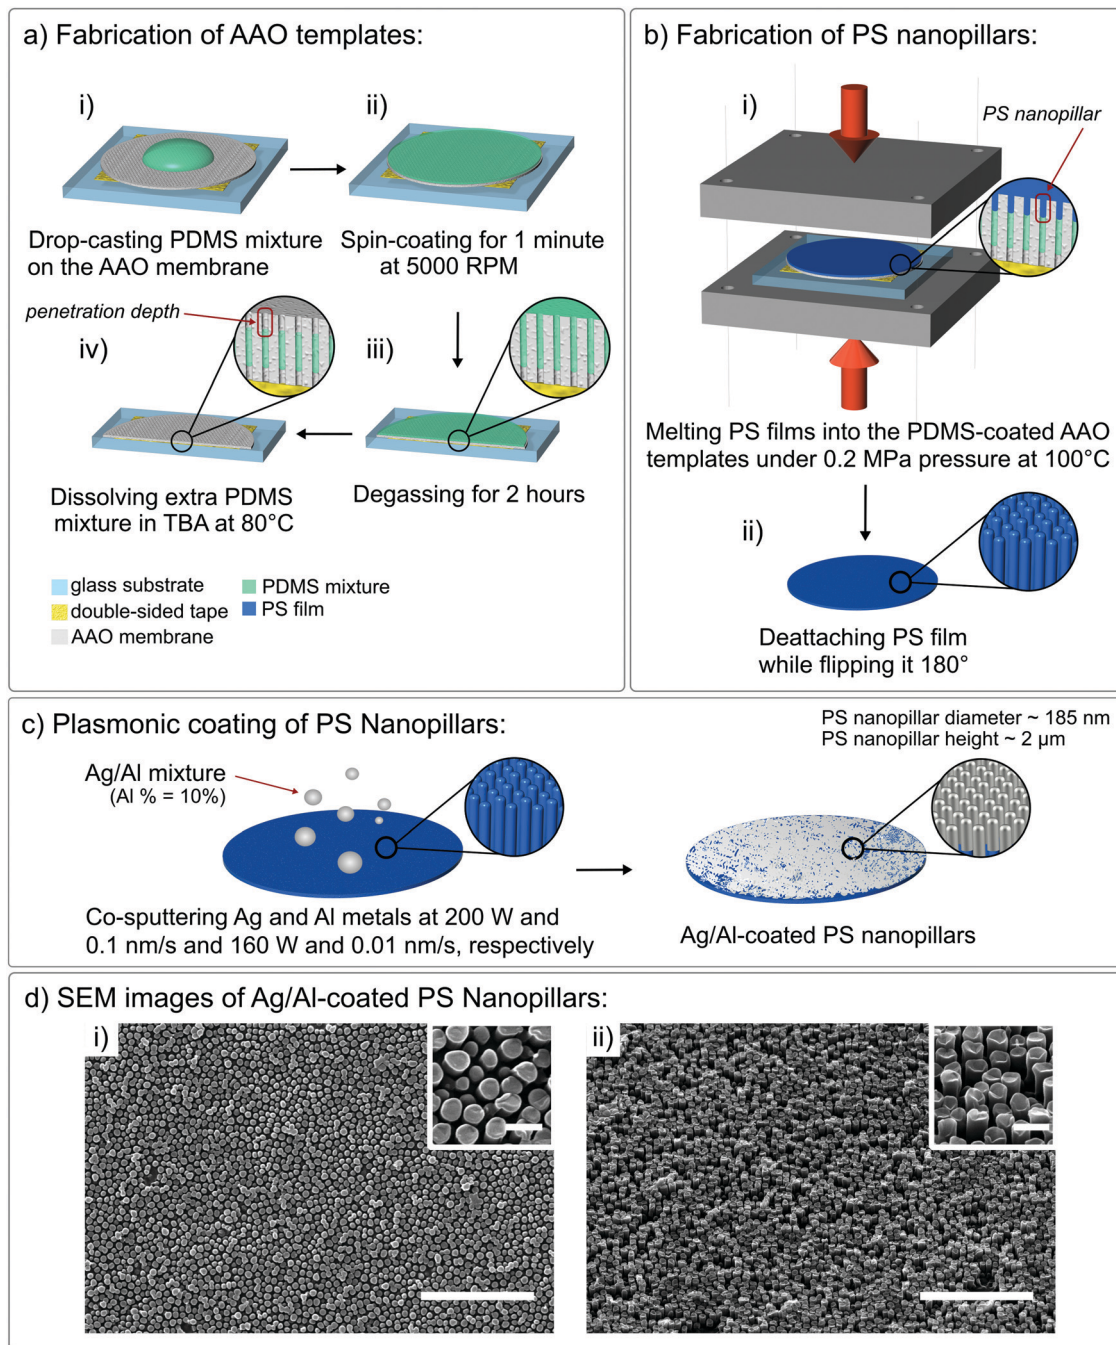 a) Fabrication of AAO templates:
i)
ii)
Drop-casting PDMS mixture
on the AAO membrane
Spin-coating for 1 minute
at 5000 RPM
penetration depth
iv)
iii)
Dissolving extra PDMS
mixture in TBA at 80°C
Degassing for 2 hours
glass substrate
double-sided tape
AAO membrane
PDMS mixture
PS film
b) Fabrication of PS nanopillars:
i)
PS nanopillar
Melting PS films into the PDMS-coated AAO
templates under 0.2 MPa pressure at 100°C
ii)
Deattaching PS film
while flipping it 180°
c) Plasmonic coating of PS Nanopillars:
Ag/Al mixture
(Al % = 10%)
Co-sputtering Ag and Al metals at 200 W and
0.1 nm/s and 160 W and 0.01 nm/s, respectively
PS nanopillar diameter ~ 185 nm
PS nanopillar height ~ 2 µm
Ag/Al-coated PS nanopillars
d) SEM images of Ag/Al-coated PS Nanopillars:
i)
ii)